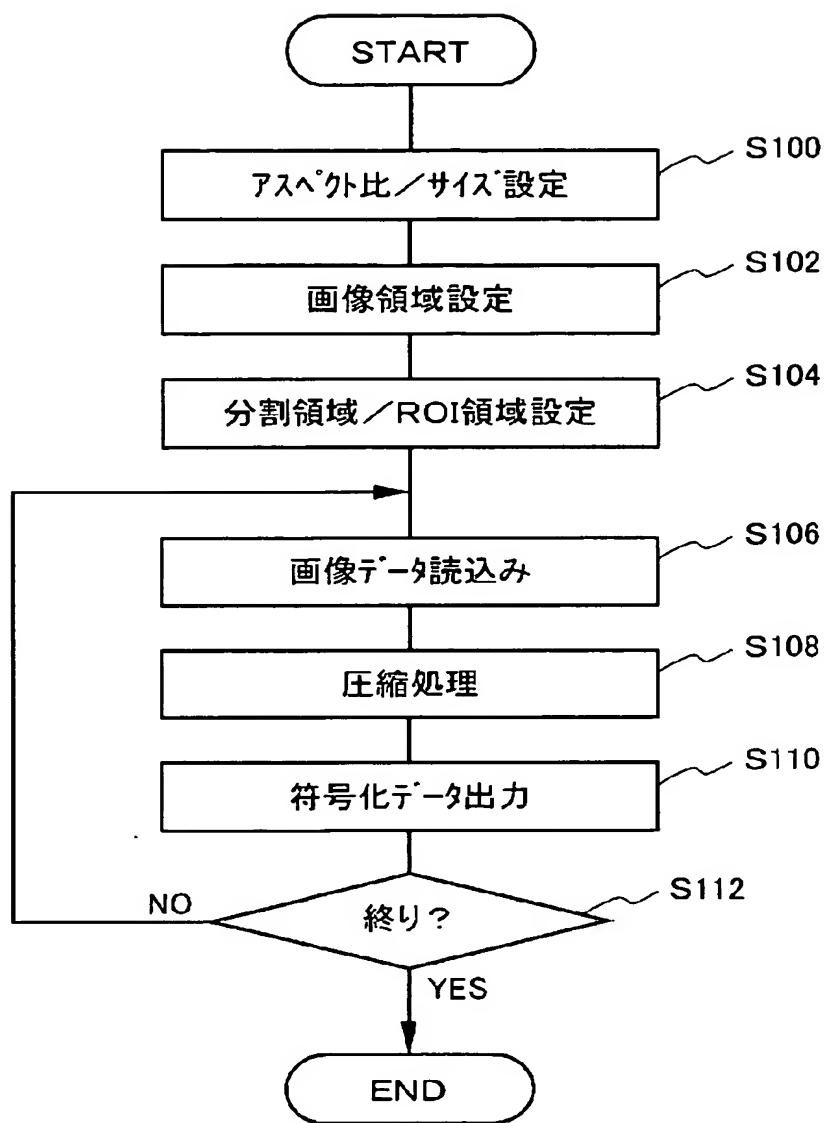 START
S100
ｱｽﾍﾟｸﾄ比／ｻｲｽﾞ設定
S102
画像領域設定
S104
分割領域／ROI領域設定
S106
画像ﾃﾞｰﾀ読込み
S108
圧縮処理
S110
符号化ﾃﾞｰﾀ出力
S112
終り?
NO
YES
END